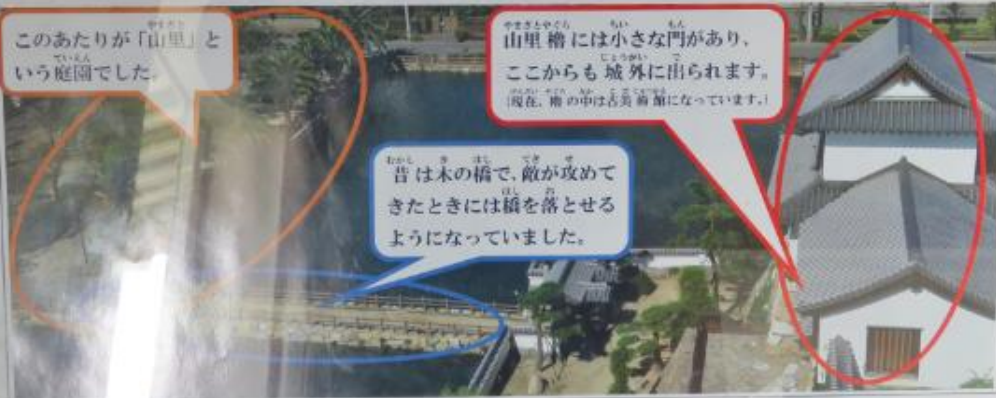 このあたりが「山里」と
いう庭園でした。
山里櫓には小さな門があり、
ここからも城外に出られます。
(現在、櫓の中は古美術館になっています。)
昔は木の橋で、敵が攻めて
きたときには橋を落とせる
ようになっていました。